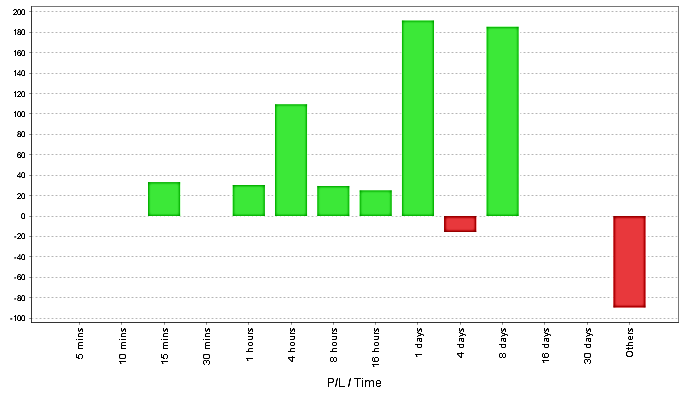 200
180
160
140
120
100
80
60
40
20
0
-20
-40
-60
-80
-100
5 mins
10 mins
15 mins
30 mins
1 hours
4 hours
8 hours
16 hours
1 days
4 days
8 days
16 days
30 days
Others
P/L / Time